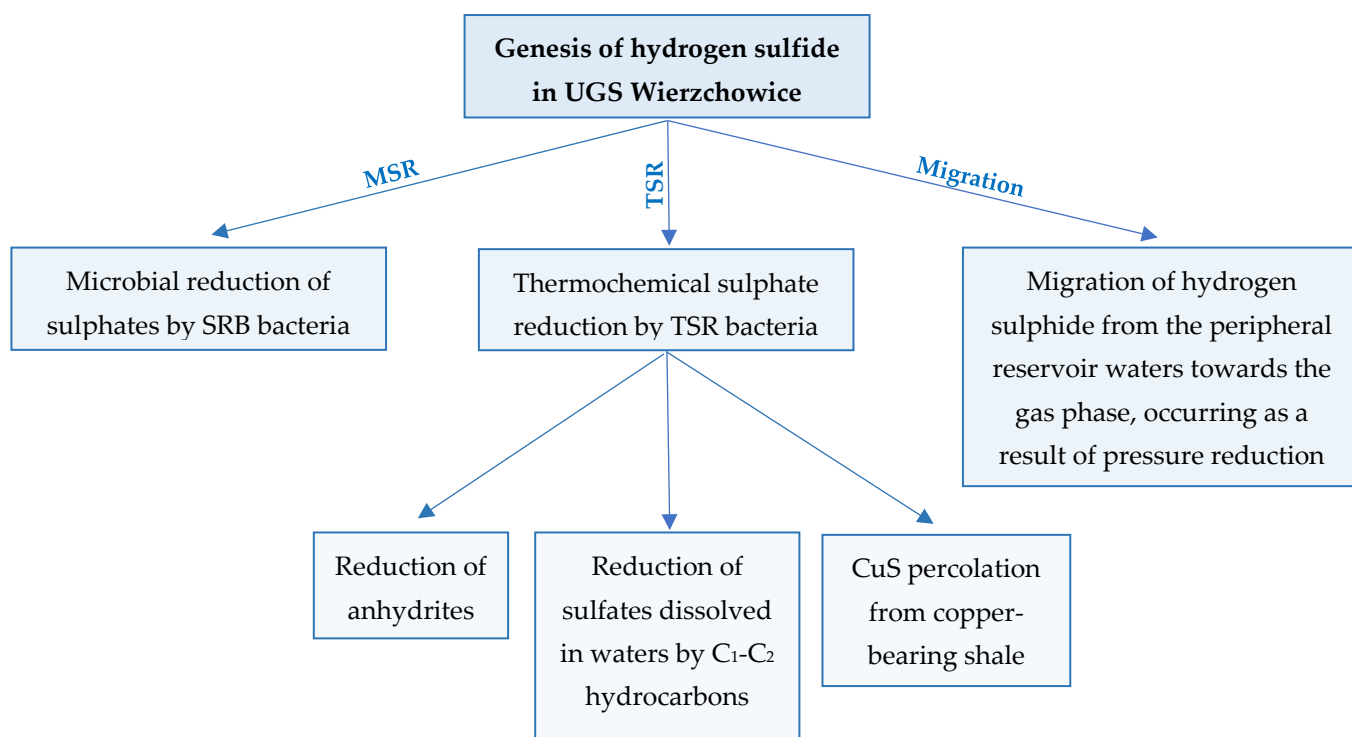 Genesis of hydrogen sulfide
in UGS Wierzchowice
MSR
TSR
Migration
Microbial reduction of
sulphates by SRB bacteria
Thermochemical sulphate
reduction by TSR bacteria
Migration of hydrogen
sulphide from the peripheral
reservoir waters towards the
gas phase, occurring as a
result of pressure reduction
Reduction of
anhydrites
Reduction of
sulfates dissolved
in waters by C₁-C₂
hydrocarbons
CuS percolation
from copper-
bearing shale